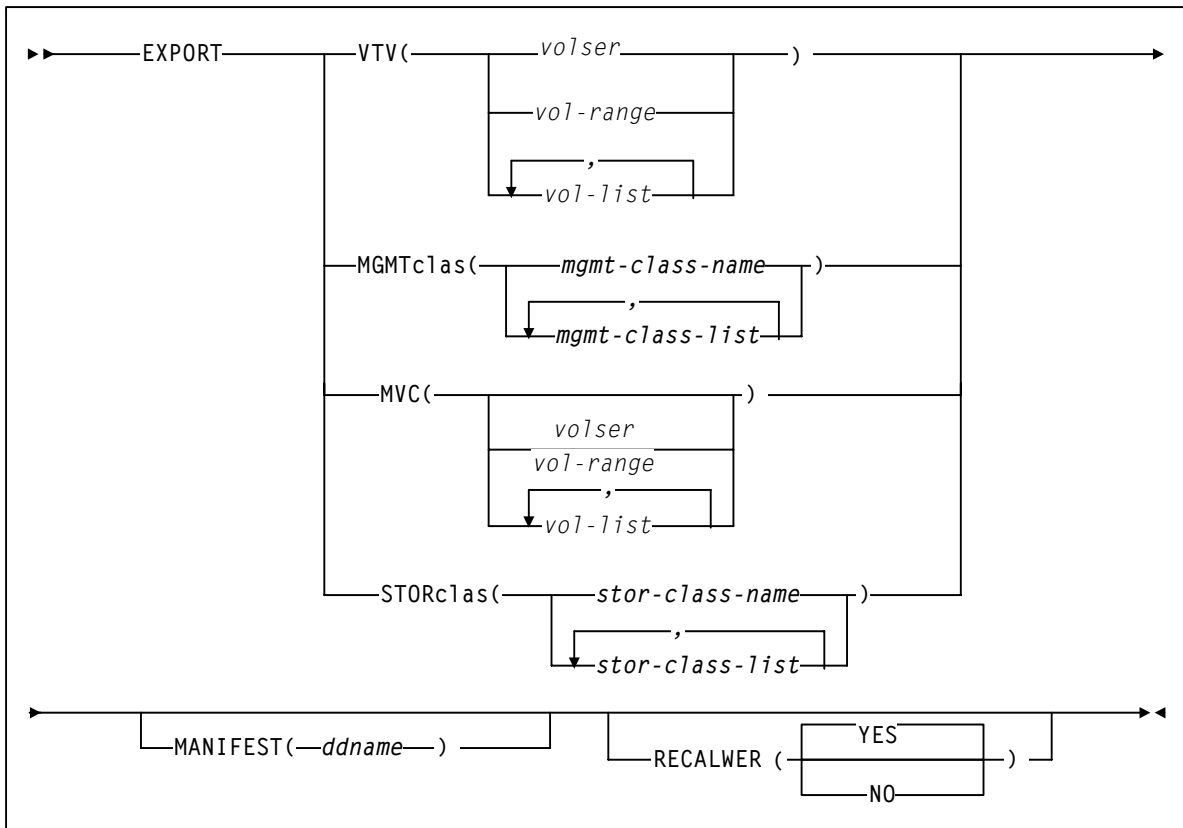 EXPORT VTV( volser )
vol-range
,
vol-list
MGMTclas( mgmt-class-name )
,
mgmt-class-list
MVC( )
volser
vol-range
,
vol-list
STORclas( stor-class-name )
,
stor-class-list
MANIFEST( ddname )
YES
RECALWER ( )
NO